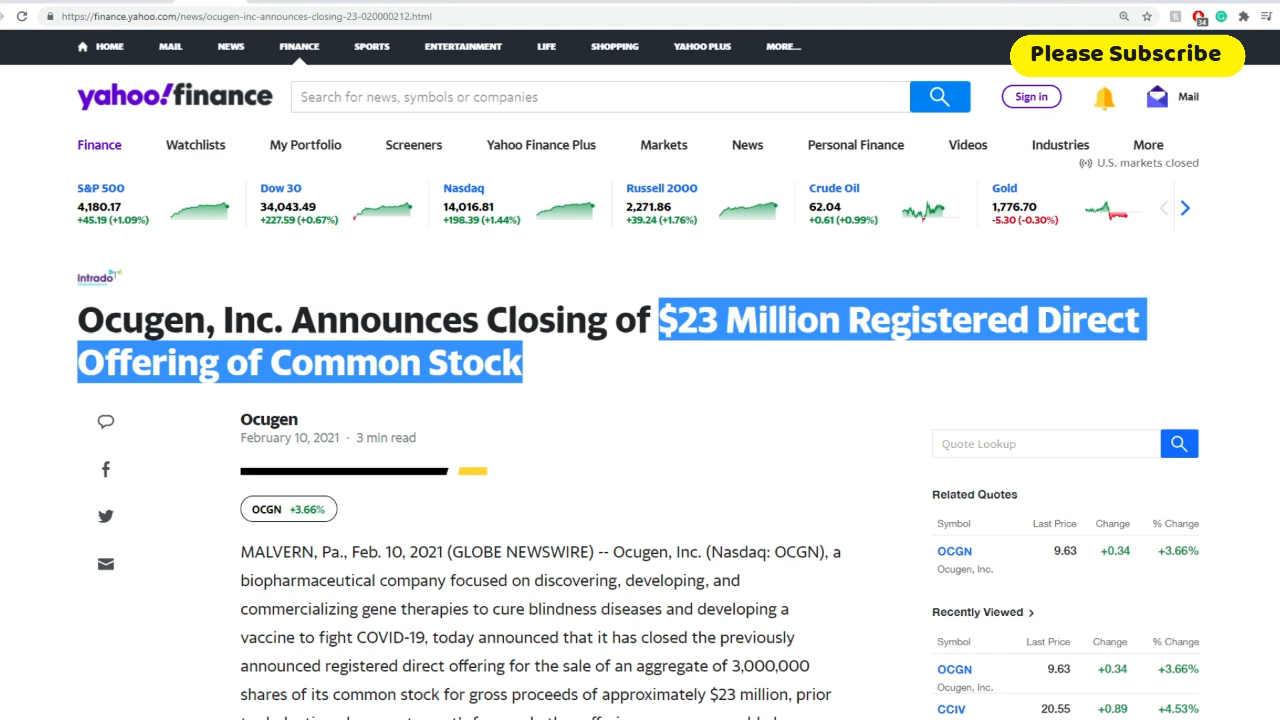 https://finance.yahoo.com/news/ocugen-inc-announces-closing-23-020000212.html
34
HOME MAIL NEWS FINANCE SPORTS ENTERTAINMENT LIFE SHOPPING YAHOO PLUS MORE...
Please Subscribe
yahoo!finance
Search for news, symbols or companies
Sign in
Mail
Finance Watchlists My Portfolio Screeners Yahoo Finance Plus Markets News Personal Finance Videos Industries More
U.S. markets closed
S&P 500 Dow 30 Nasdaq Russell 2000 Crude Oil Gold
4,180.17 34,043.49 14,016.81 2,271.86 62.04 1,776.70
+45.19 (+1.09%) +227.59 (+0.67%) +198.39 (+1.44%) +39.24 (+1.76%) +0.61 (+0.99%) -5.30 (-0.30%)
Intrado
Ocugen, Inc. Announces Closing of $23 Million Registered Direct
Offering of Common Stock
Ocugen
February 10, 2021 · 3 min read
OCGN +3.66%
MALVERN, Pa., Feb. 10, 2021 (GLOBE NEWSWIRE) -- Ocugen, Inc. (Nasdaq: OCGN), a
biopharmaceutical company focused on discovering, developing, and
commercializing gene therapies to cure blindness diseases and developing a
vaccine to fight COVID-19, today announced that it has closed the previously
announced registered direct offering for the sale of an aggregate of 3,000,000
shares of its common stock for gross proceeds of approximately $23 million, prior
Quote Lookup
Related Quotes
Symbol Last Price Change % Change
OCGN 9.63 +0.34 +3.66%
Ocugen, Inc.
Recently Viewed
Symbol Last Price Change % Change
OCGN 9.63 +0.34 +3.66%
Ocugen, Inc.
CCIV 20.55 +0.89 +4.53%